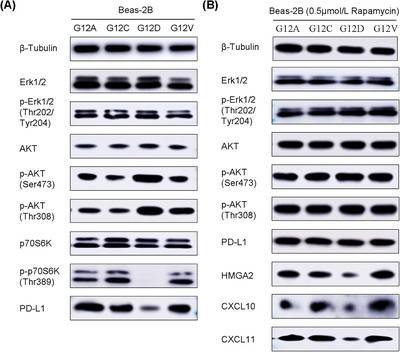 (A)
Beas-2B
G12A G12C G12D G12V
β-Tubulin
Erk1/2
p-Erk1/2
(Thr202/
Tyr204)
AKT
p-AKT
(Ser473)
p-AKT
(Thr308)
p70S6K
p-p70S6K
(Thr389)
PD-L1
(B)
Beas-2B (0.5μmol/L Rapamycin)
G12A G12C G12D G12V
β-Tubulin
Erk1/2
p-Erk1/2
(Thr202/
Tyr204)
AKT
p-AKT
(Ser473)
p-AKT
(Thr308)
PD-L1
HMGA2
CXCL10
CXCL11